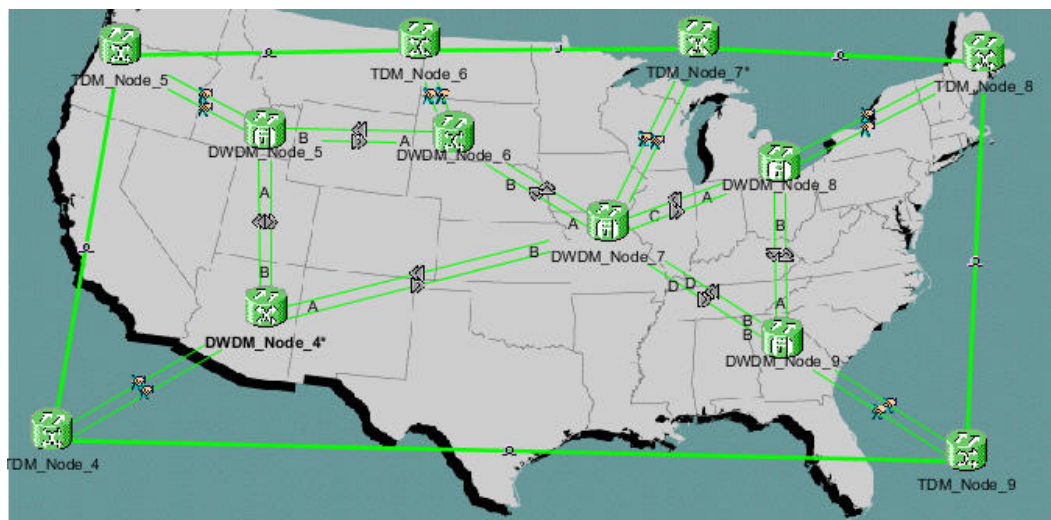 TDM_Node_5
TDM_Node_6
TDM_Node_7*
TDM_Node_8
B
A
DWDM_Node_5
DWDM_Node_6
DWDM_Node_8
A
B
C
A
A
B
DWDM_Node_7
B
B
A
D
D
A
B
B
DWDM_Node_4*
DWDM_Node_9
TDM_Node_4
TDM_Node_9